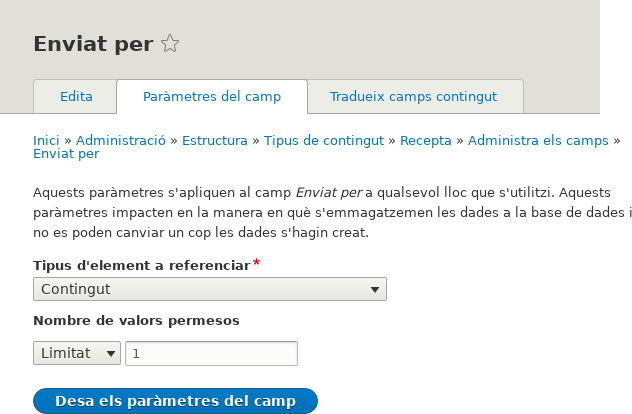 Enviat per
Edita
Paràmetres del camp
Tradueix camps contingut
Inici » Administració » Estructura » Tipus de contingut » Recepta » Administra els camps »
Enviat per
Aquests paràmetres s'apliquen al camp Enviat per a qualsevol lloc que s'utilitzi. Aquests
paràmetres impacten en la manera en què s'emmagatzemen les dades a la base de dades i
no es poden canviar un cop les dades s'hagin creat.
Tipus d'element a referenciar*
Contingut
Nombre de valors permesos
Limitat 1
Desa els paràmetres del camp